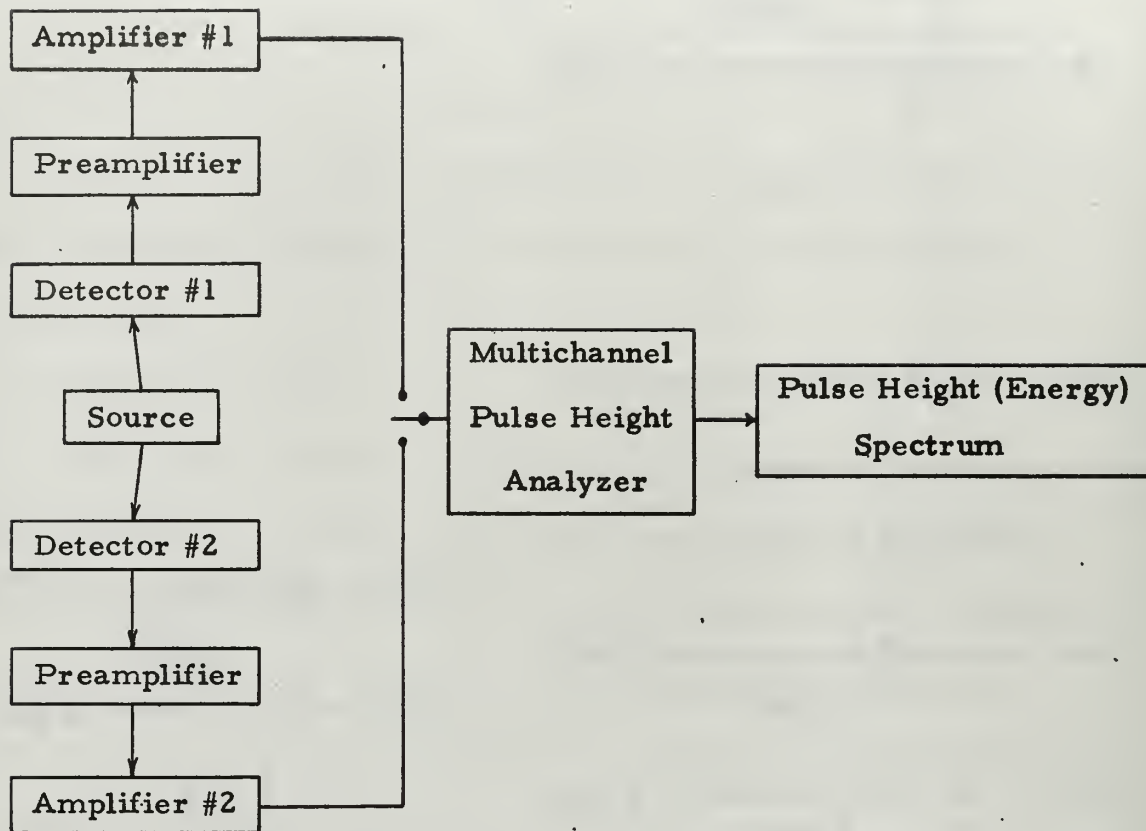 Amplifier #1
Preamplifier
Detector #1
Source
Detector #2
Preamplifier
Amplifier #2
Multichannel
Pulse Height
Analyzer
Pulse Height (Energy)
Spectrum